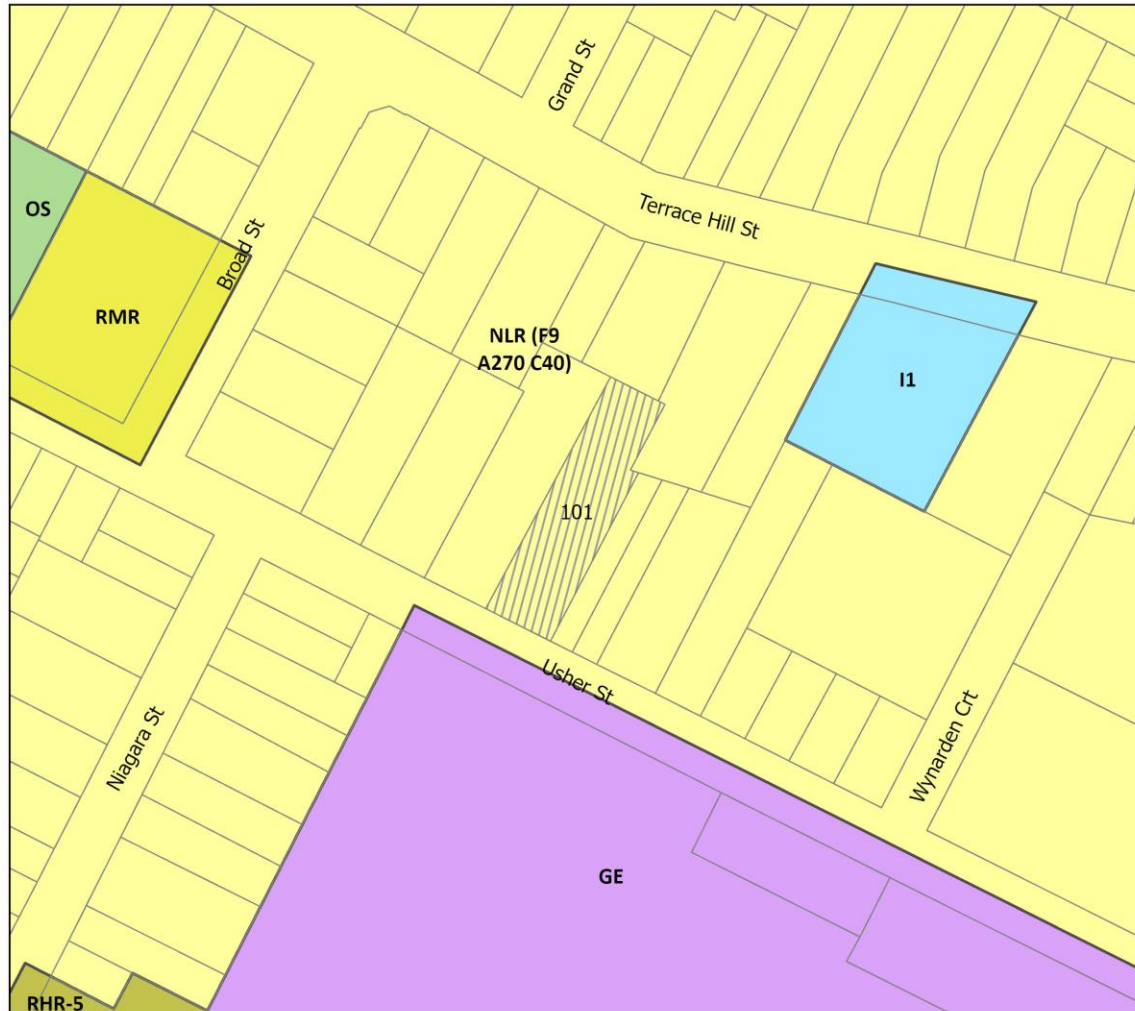 Grand St
Terrace Hill St
OS
Broad St
RMR
NLR (F9
A270 C40)
I1
101
Usher St
Niagara St
Wynarden Crt
GE
RHR-5